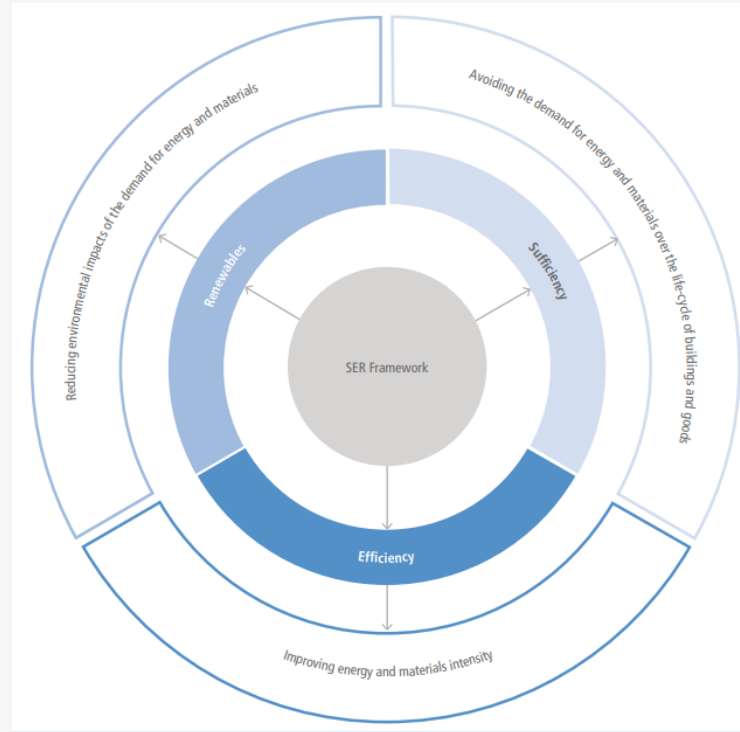 Reducing environmental impacts of the demand for energy and materials
Avoiding the demand for energy and materials over the life-cycle of buildings and goods
Renewables
Sufficiency
SER Framework
Efficiency
Improving energy and materials intensity